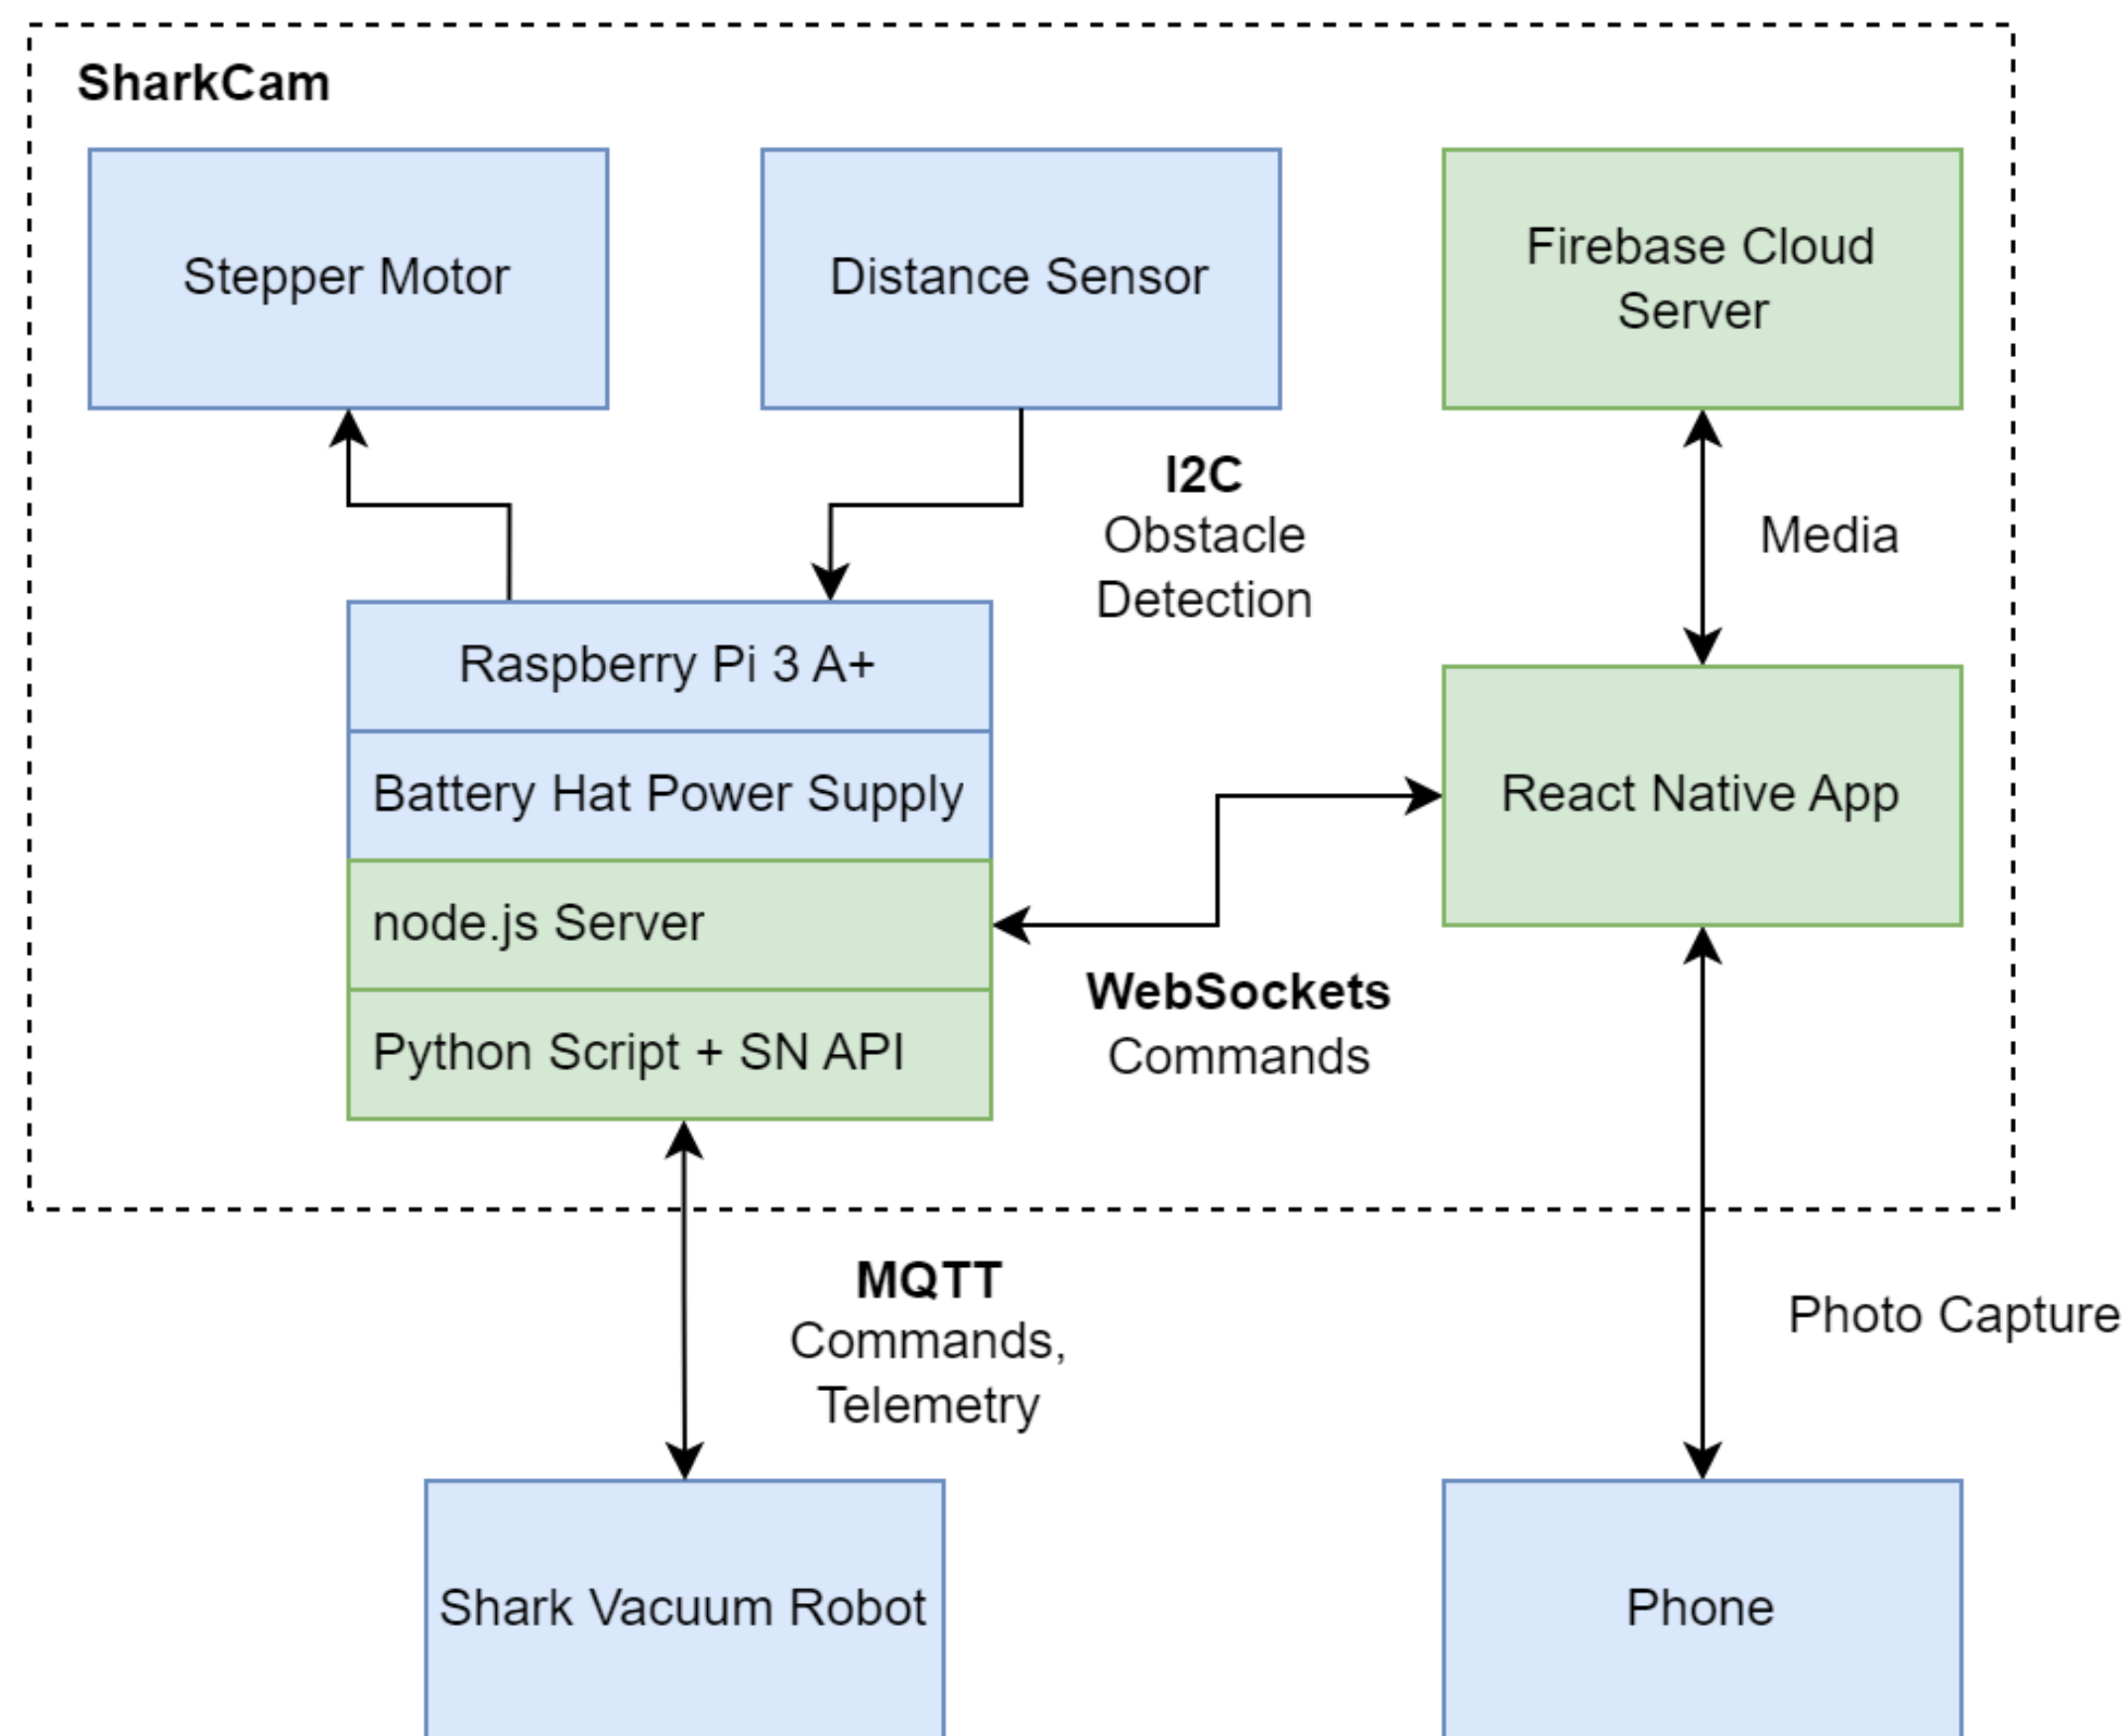 SharkCam
Stepper Motor
Distance Sensor
Firebase Cloud
Server
I2C
Obstacle
Detection
Media
Raspberry Pi 3 A+
Battery Hat Power Supply
node.js Server
Python Script + SN API
React Native App
WebSockets
Commands
MQTT
Commands,
Telemetry
Photo Capture
Shark Vacuum Robot
Phone